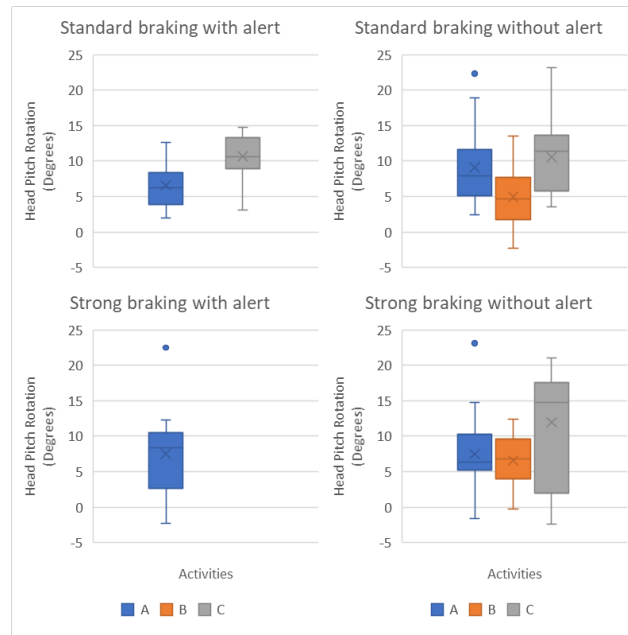 Standard braking with alert
Head Pitch Rotation
(Degrees)
25
20
15
10
5
0
-5
Standard braking without alert
Head Pitch Rotation
(Degrees)
25
20
15
10
5
0
-5
Strong braking with alert
Head Pitch Rotation
(Degrees)
25
20
15
10
5
0
-5
Activities
A B C
Strong braking without alert
Head Pitch Rotation
(Degrees)
25
20
15
10
5
0
-5
Activities
A B C